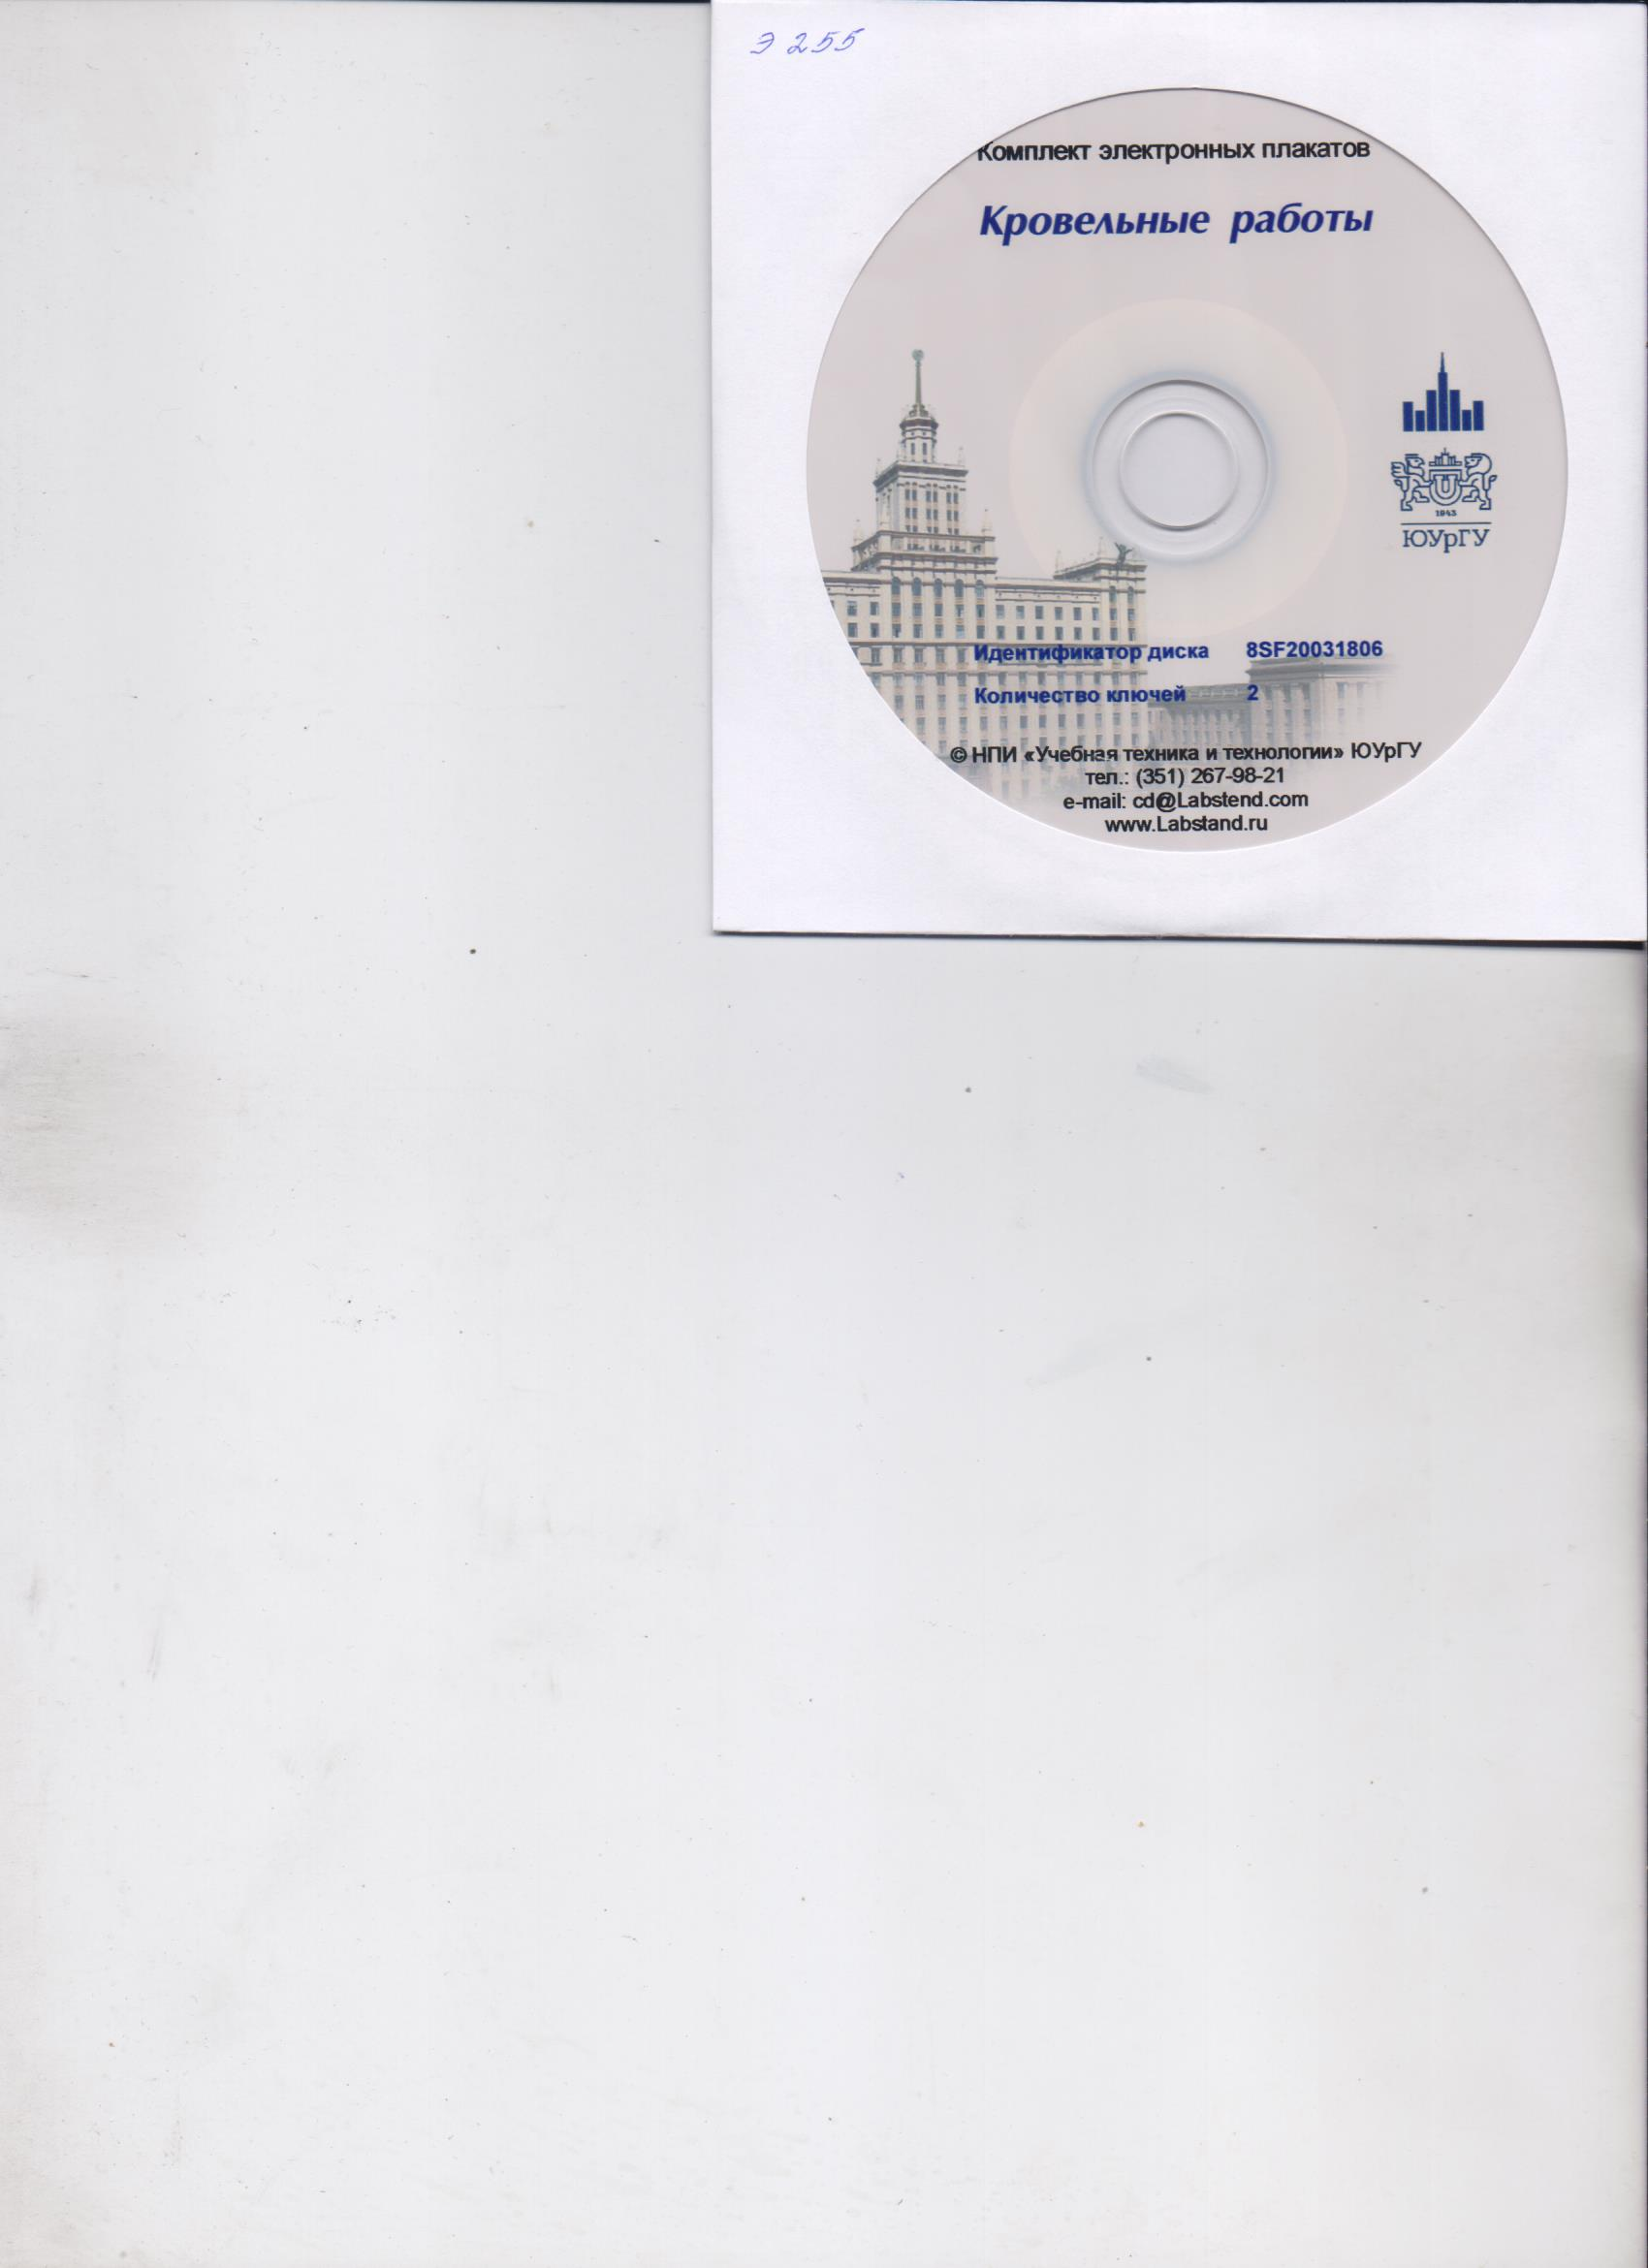 Э 255
Комплект электронных плакатов
Кровельные работы
1943
ЮУрГУ
Идентификатор диска 8SF20031806
Количество ключей 2
© НПИ «Учебная техника и технологии» ЮУрГУ
тел.: (351) 267-98-21
e-mail: cd@Labstend.com
www.Labstand.ru